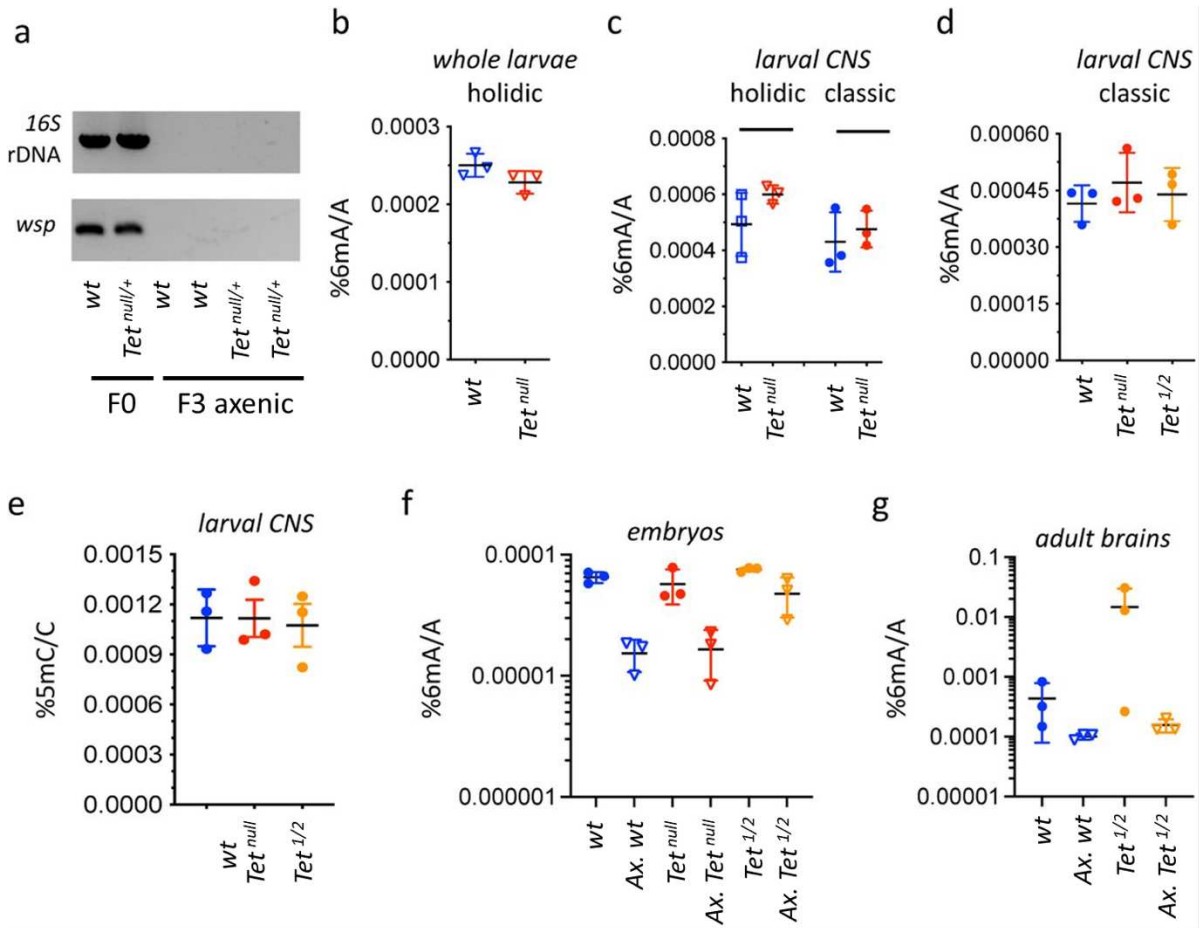 a
16S
rDNA
wsp
wt
Tet null/+
wt
wt
Tet null/+
Tet null/+
F0
F3 axenic
b
whole larvae
holidic
%6mA/A
0.0003
0.0002
0.0001
0.0000
wt
Tet null
c
larval CNS
holidic classic
%6mA/A
0.0008
0.0006
0.0004
0.0002
0.0000
wt
Tet null
wt
Tet null
d
larval CNS
classic
%6mA/A
0.00060
0.00045
0.00030
0.00015
0.00000
wt
Tet null
Tet 1/2
e
larval CNS
%5mC/C
0.0015
0.0012
0.0009
0.0006
0.0003
0.0000
wt
Tet null
Tet 1/2
f
embryos
%6mA/A
0.0001
0.00001
0.000001
wt
Ax. wt
Tet null
Ax. Tet null
Tet 1/2
Ax. Tet 1/2
g
adult brains
%6mA/A
0.1
0.01
0.001
0.0001
0.00001
wt
Ax. wt
Tet 1/2
Ax. Tet 1/2